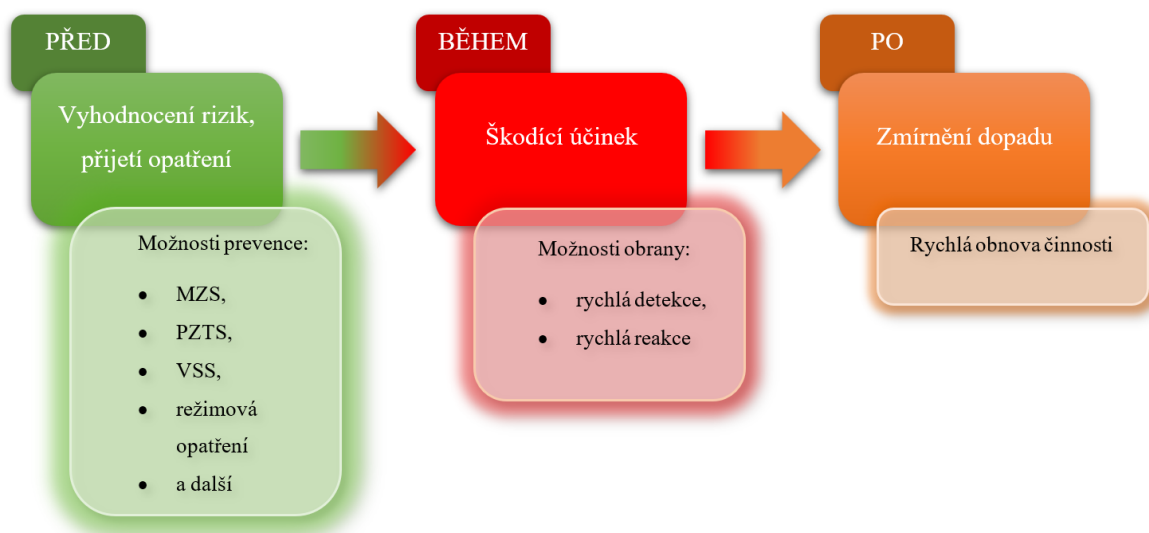 PŘED
Vyhodnocení rizik,
přijetí opatření
Možnosti prevence:
• MZS,
• PZTS,
• VSS,
• režimová
opatření
• a další
BĚHEM
Škodící účinek
Možnosti obrany:
• rychlá detekce,
• rychlá reakce
PO
Zmírnění dopadu
Rychlá obnova činnosti